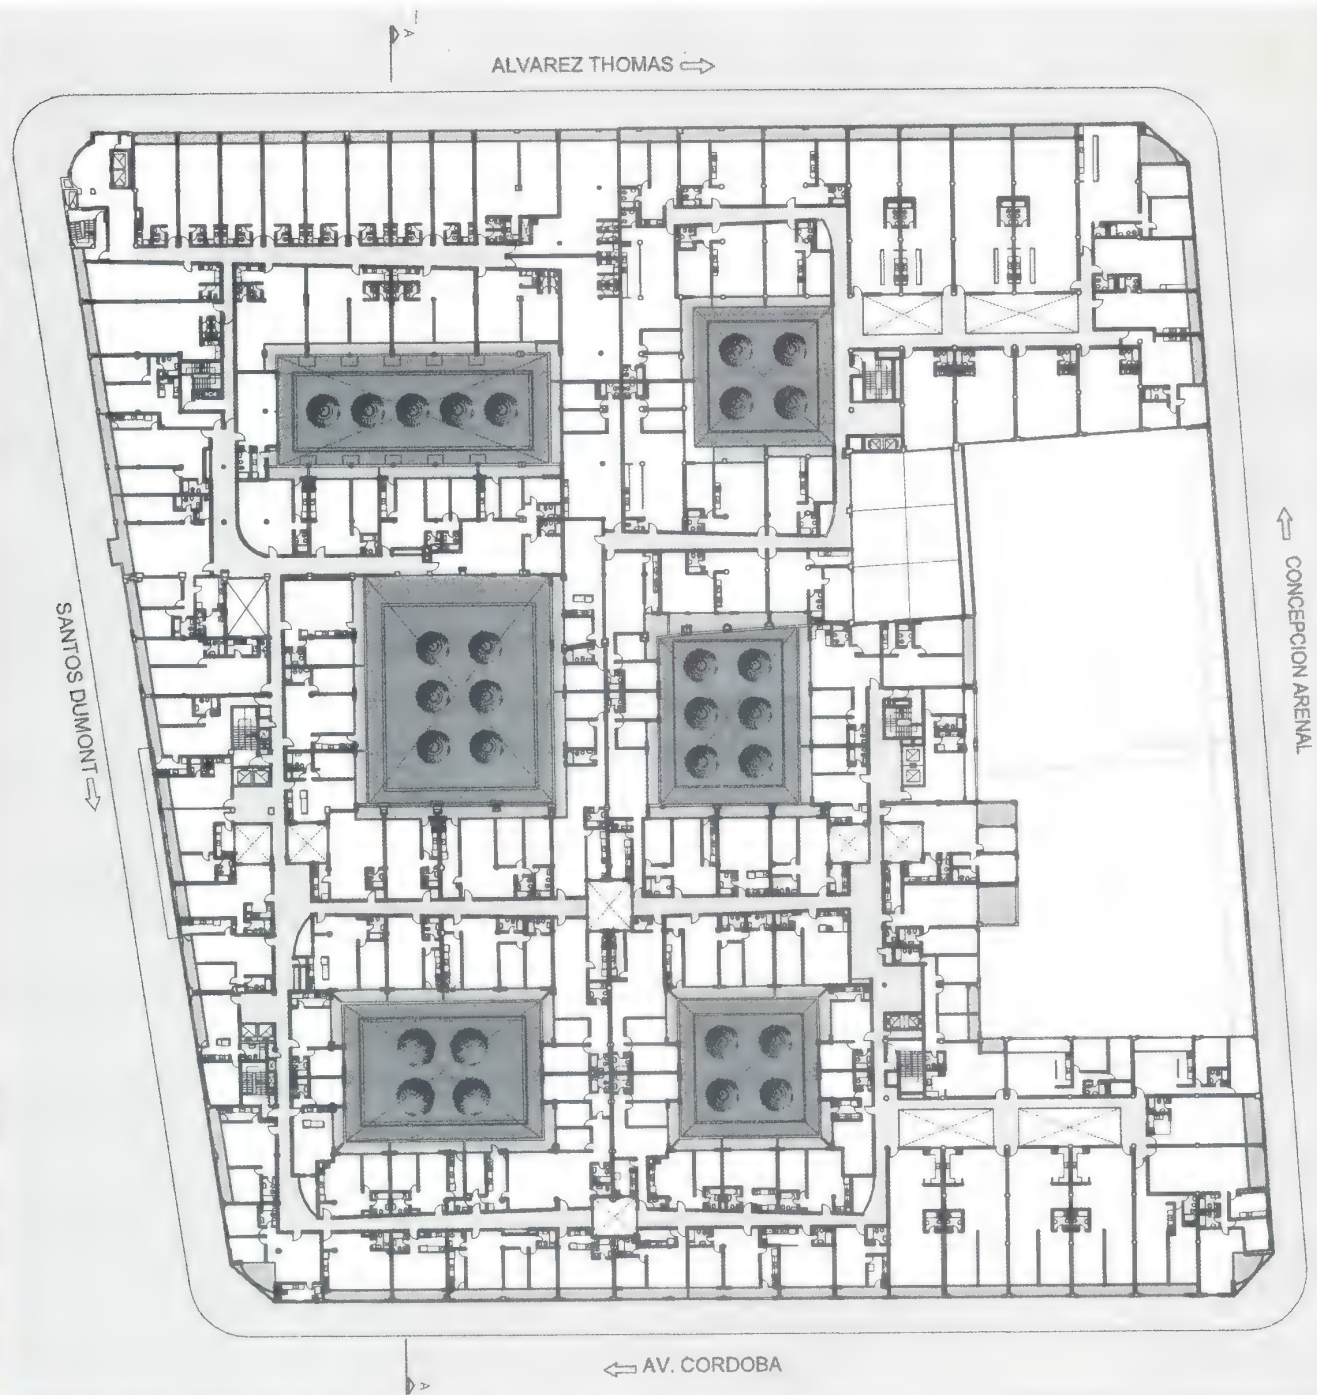 A
ALVAREZ THOMAS
CONCEPCION ARENAL
SANTOS DUMONT
AV. CORDOBA
A